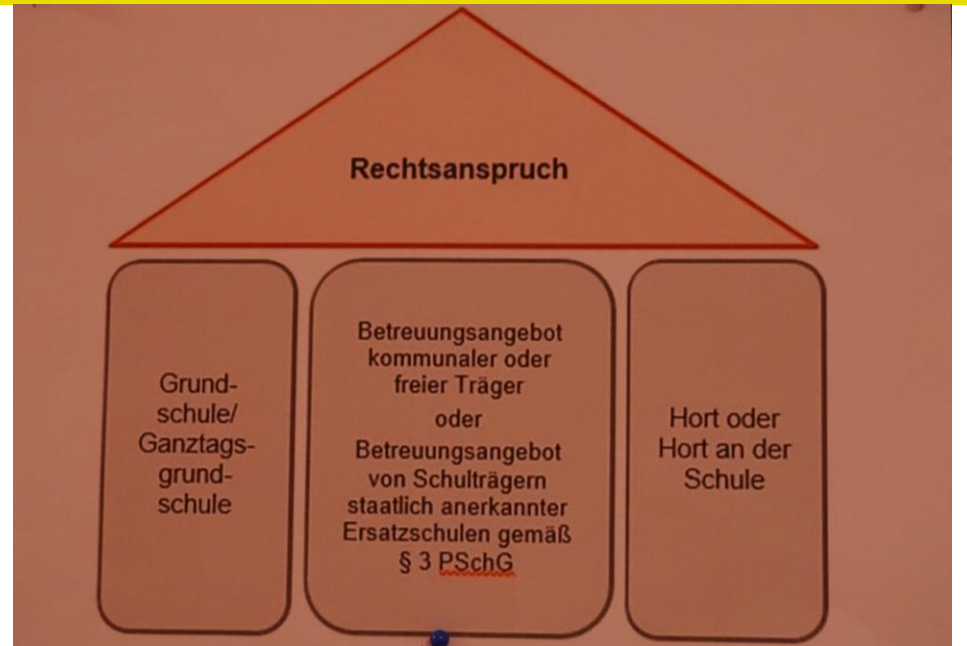 Rechtsanspruch
Grund-
schule/
Ganztags-
grund-
schule
Betreuungsangebot
kommunaler oder
freier Träger
oder
Betreuungsangebot
von Schulträgern
staatlich anerkannter
Ersatzschulen gemäß
§ 3 PSchG
Hort oder
Hort an der
Schule